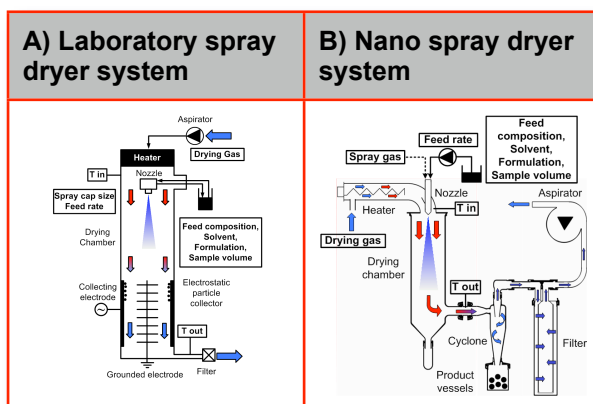 A) Laboratory spray
dryer system
B) Nano spray dryer
system
Aspirator
Drying Gas
Heater
T in
Nozzle
Spray cap size
Feed rate
Feed composition,
Solvent,
Formulation,
Sample volume
Drying
Chamber
Collecting
electrode
Electrostatic
particle
collector
T out
Grounded electrode
Filter
Feed
composition,
Solvent,
Formulation,
Sample volume
Feed rate
Spray gas
Nozzle
Aspirator
T in
Heater
Drying gas
Drying
chamber
T out
Cyclone
Filter
Product
vessels